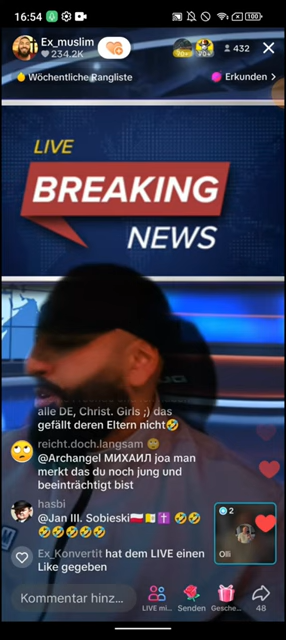 16:54
100
Ex_muslim
234.2K
432
Wöchentliche Rangliste
Erkunden >
LIVE
BREAKING
NEWS
alle DE, Christ. Girls ;) das
gefällt deren Eltern nicht🤣
reicht.doch.langsam 🙄
@Archangel МИХАИЛ joa man
merkt das du noch jung und
beeinträchtigt bist
hasbi
@Jan III. Sobieski🇵🇱🇻🇦✝️ 🤣🤣
🤣🤣🤣🤣🤣
Ex_Konvertit hat dem LIVE einen
Like gegeben
2
Olli
Kommentar hinz...
LIVE mi...
Senden
Gesche...
48